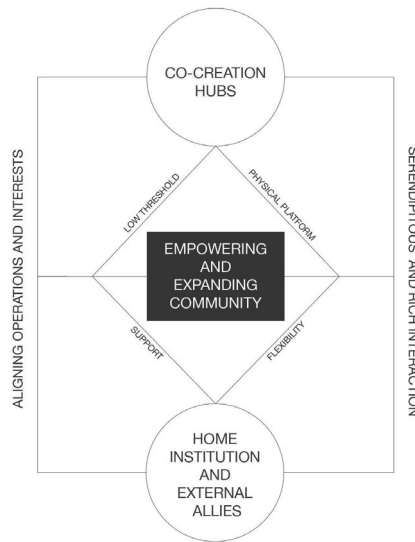 CO-CREATION
HUBS
ALIGNING OPERATIONS AND INTERESTS
LOW THRESHOLD
PHYSICAL PLATFORM
SERENDIPITOUS AND RICH INTERACTION
EMPOWERING
AND
EXPANDING
COMMUNITY
SUPPORT
FLEXIBILITY
HOME
INSTITUTION
AND
EXTERNAL
ALLIES